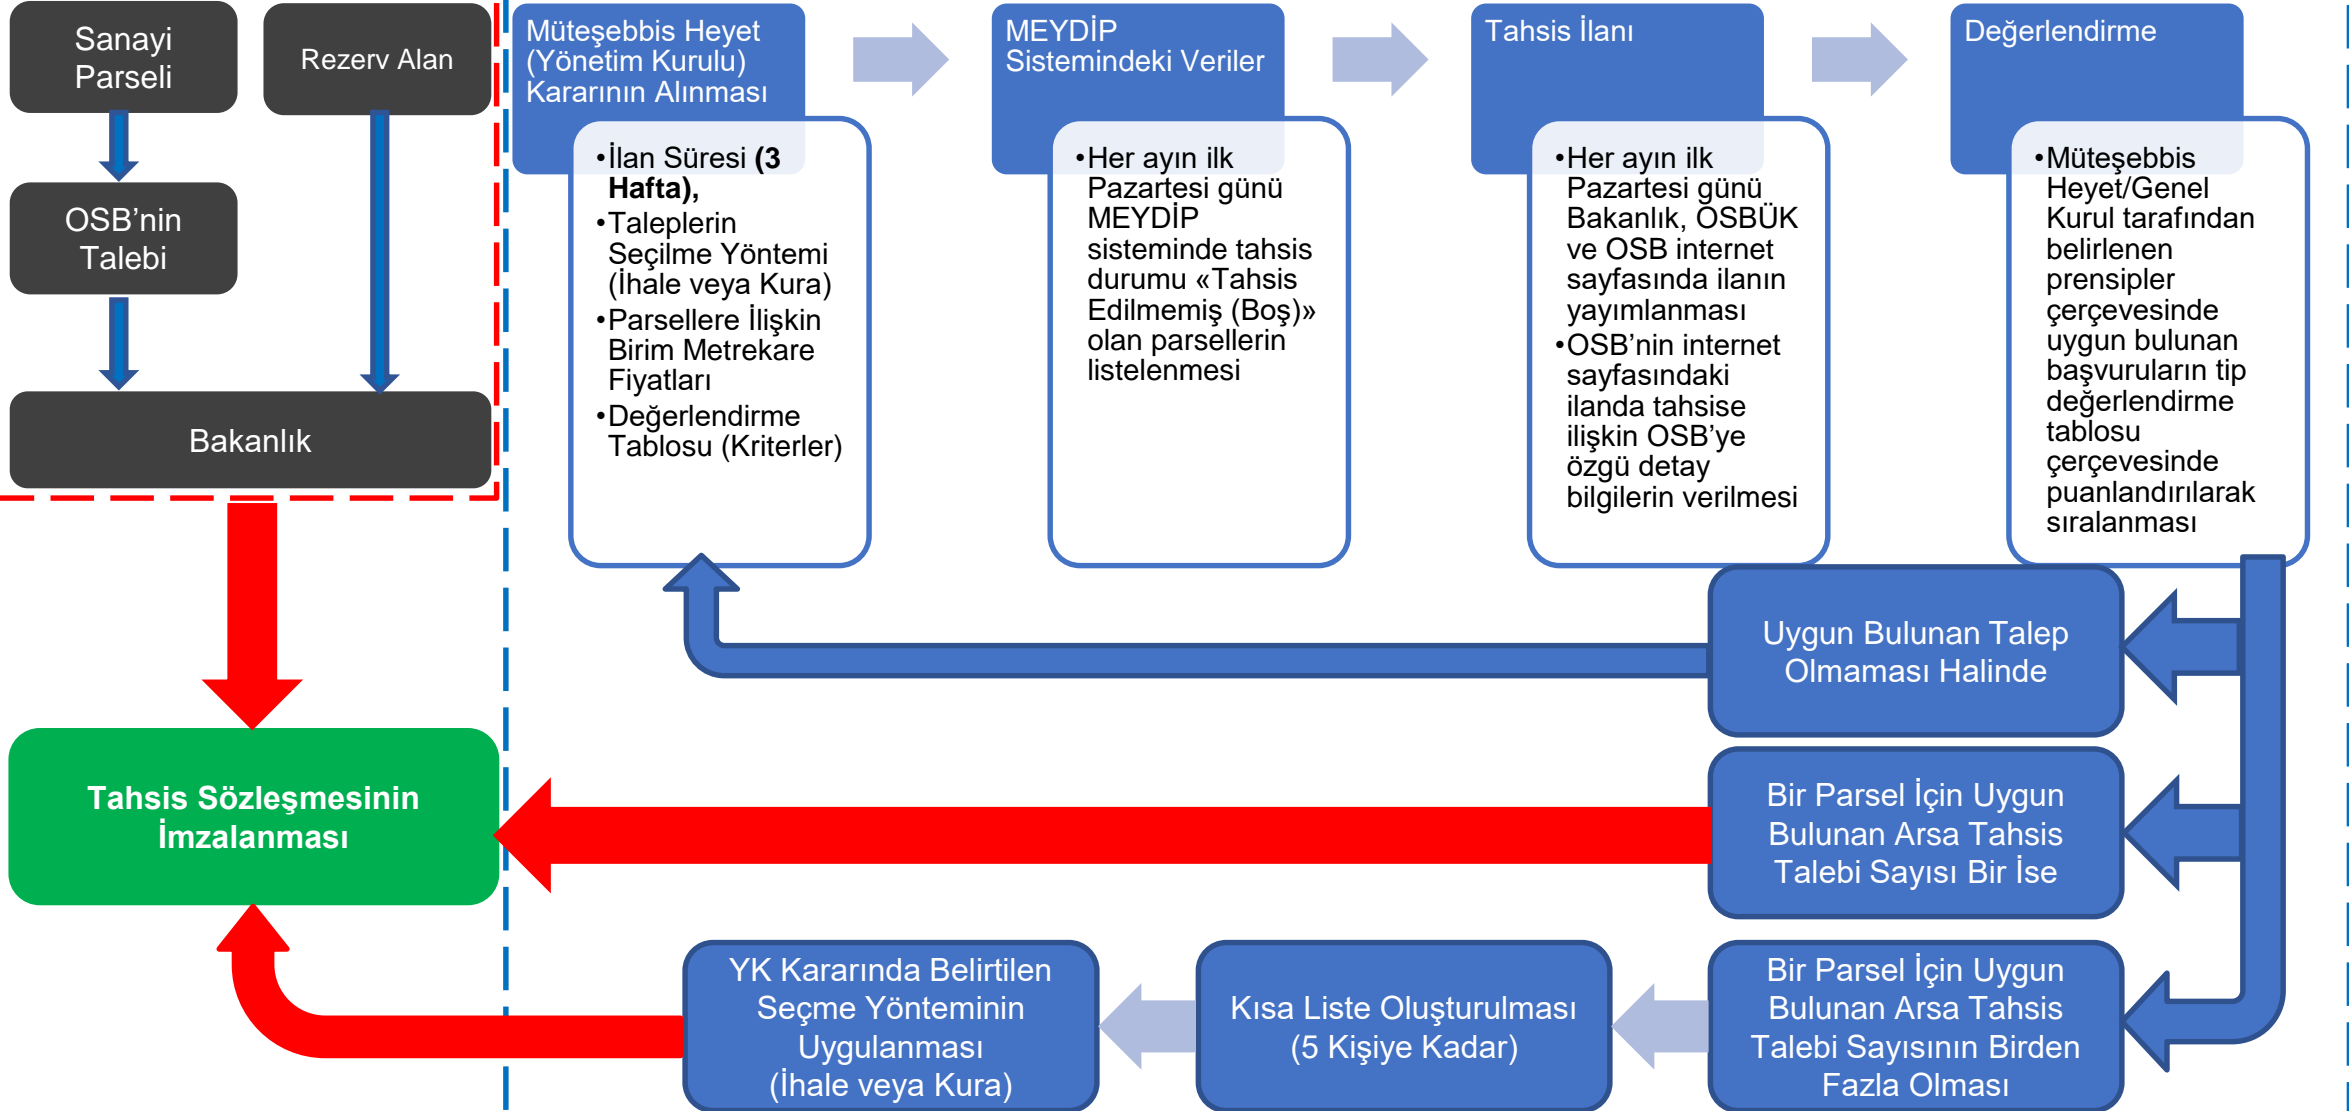 Sanayi
Parseli
Rezerv Alan
OSB’nin
Talebi
Bakanlık
Müteşebbis Heyet
(Yönetim Kurulu)
Kararının Alınması
•İlan Süresi (3
Hafta),
•Taleplerin
Seçilme Yöntemi
(İhale veya Kura)
•Parsellere İlişkin
Birim Metrekare
Fiyatları
•Değerlendirme
Tablosu (Kriterler)
MEYDİP
Sistemindeki Veriler
•Her ayın ilk
Pazartesi günü
MEYDİP
sisteminde tahsis
durumu «Tahsis
Edilmemiş (Boş)»
olan parsellerin
listelenmesi
Tahsis İlanı
•Her ayın ilk
Pazartesi günü
Bakanlık, OSBÜK
ve OSB internet
sayfasında ilanın
yayımlanması
•OSB’nin internet
sayfasındaki
ilanda tahsise
ilişkin OSB’ye
özgü detay
bilgilerin verilmesi
Değerlendirme
•Müteşebbis
Heyet/Genel
Kurul tarafından
belirlenen
prensipler
çerçevesinde
uygun bulunan
başvuruların tip
değerlendirme
tablosu
çerçevesinde
puanlandırılarak
sıralanması
Uygun Bulunan Talep
Olmaması Halinde
Tahsis Sözleşmesinin
İmzalanması
Bir Parsel İçin Uygun
Bulunan Arsa Tahsis
Talebi Sayısı Bir İse
YK Kararında Belirtilen
Seçme Yönteminin
Uygulanması
(İhale veya Kura)
Kısa Liste Oluşturulması
(5 Kişiye Kadar)
Bir Parsel İçin Uygun
Bulunan Arsa Tahsis
Talebi Sayısının Birden
Fazla Olması